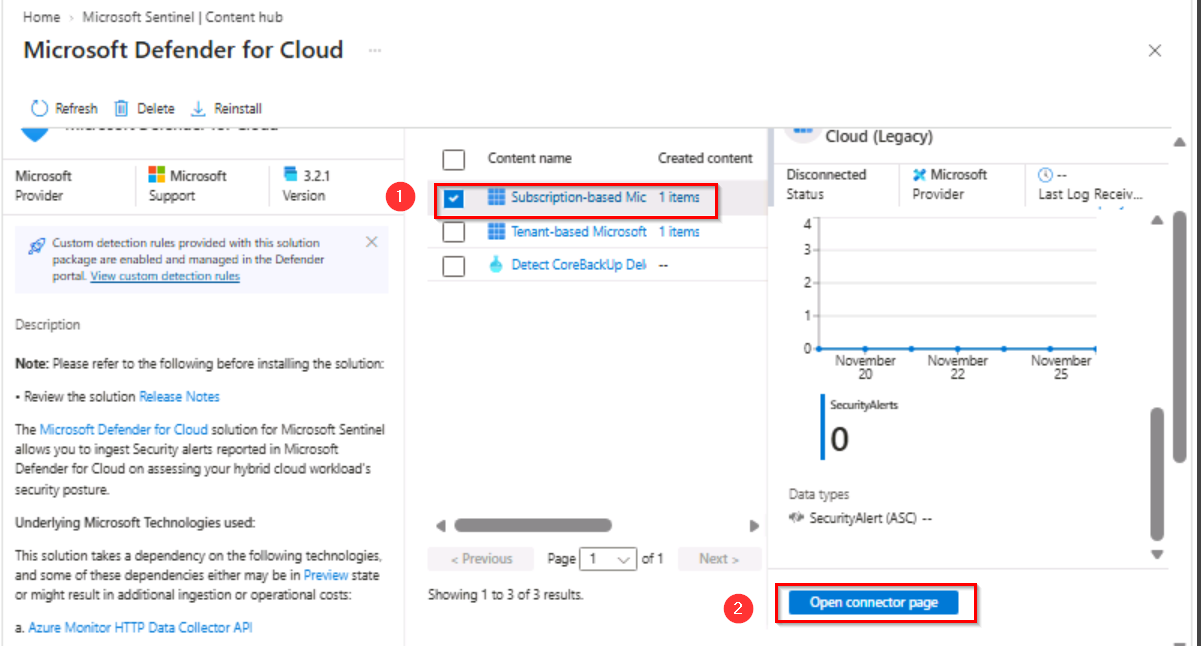 Home > Microsoft Sentinel | Content hub
Microsoft Defender for Cloud ...
Refresh Delete Reinstall
Microsoft Defender for Cloud
Microsoft
Provider
Microsoft
Support
3.2.1
Version
Custom detection rules provided with this solution
package are enabled and managed in the Defender
portal. View custom detection rules
Description
Note: Please refer to the following before installing the solution:
• Review the solution Release Notes
The Microsoft Defender for Cloud solution for Microsoft Sentinel
allows you to ingest Security alerts reported in Microsoft
Defender for Cloud on assessing your hybrid cloud workload's
security posture.
Underlying Microsoft Technologies used:
This solution takes a dependency on the following technologies,
and some of these dependencies either may be in Preview state
or might result in additional ingestion or operational costs:
a. Azure Monitor HTTP Data Collector API
Content name Created content
1
Subscription-based Mic 1 items
Tenant-based Microsoft 1 items
Detect CoreBackUp Del --
< Previous Page 1 of 1 Next >
Showing 1 to 3 of 3 results.
Cloud (Legacy)
Disconnected
Status
Microsoft
Provider
--
Last Log Receiv...
4
3
2
1
0
November
20
November
22
November
25
SecurityAlerts
0
Data types
SecurityAlert (ASC) --
2
Open connector page